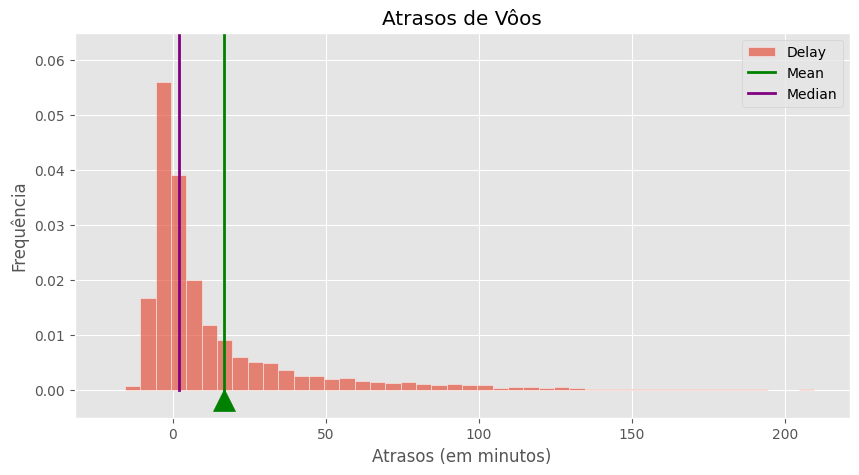 Atrasos de Vôos
0.06
0.05
0.04
0.03
0.02
0.01
0.00
Frequência
Delay
Mean
Median
0 50 100 150 200
Atrasos (em minutos)